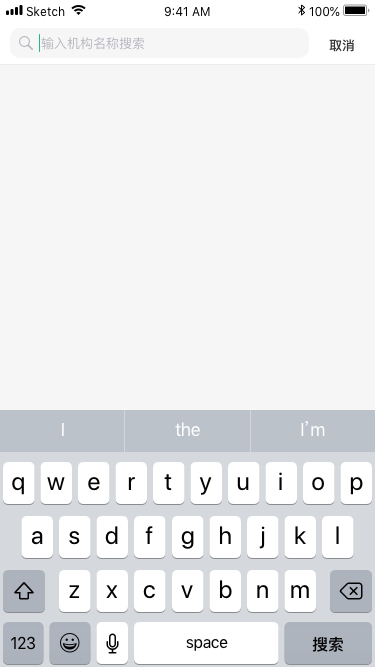 Sketch 9:41 AM 100%
输入机构名称搜索 取消
I the I’m
q w e r t y u i o p
a s d f g h j k l
z x c v b n m
123 space 搜索